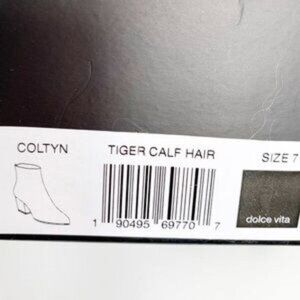 COLTYN TIGER CALF HAIR SIZE 7
1 90495 69770 7
dolce vita